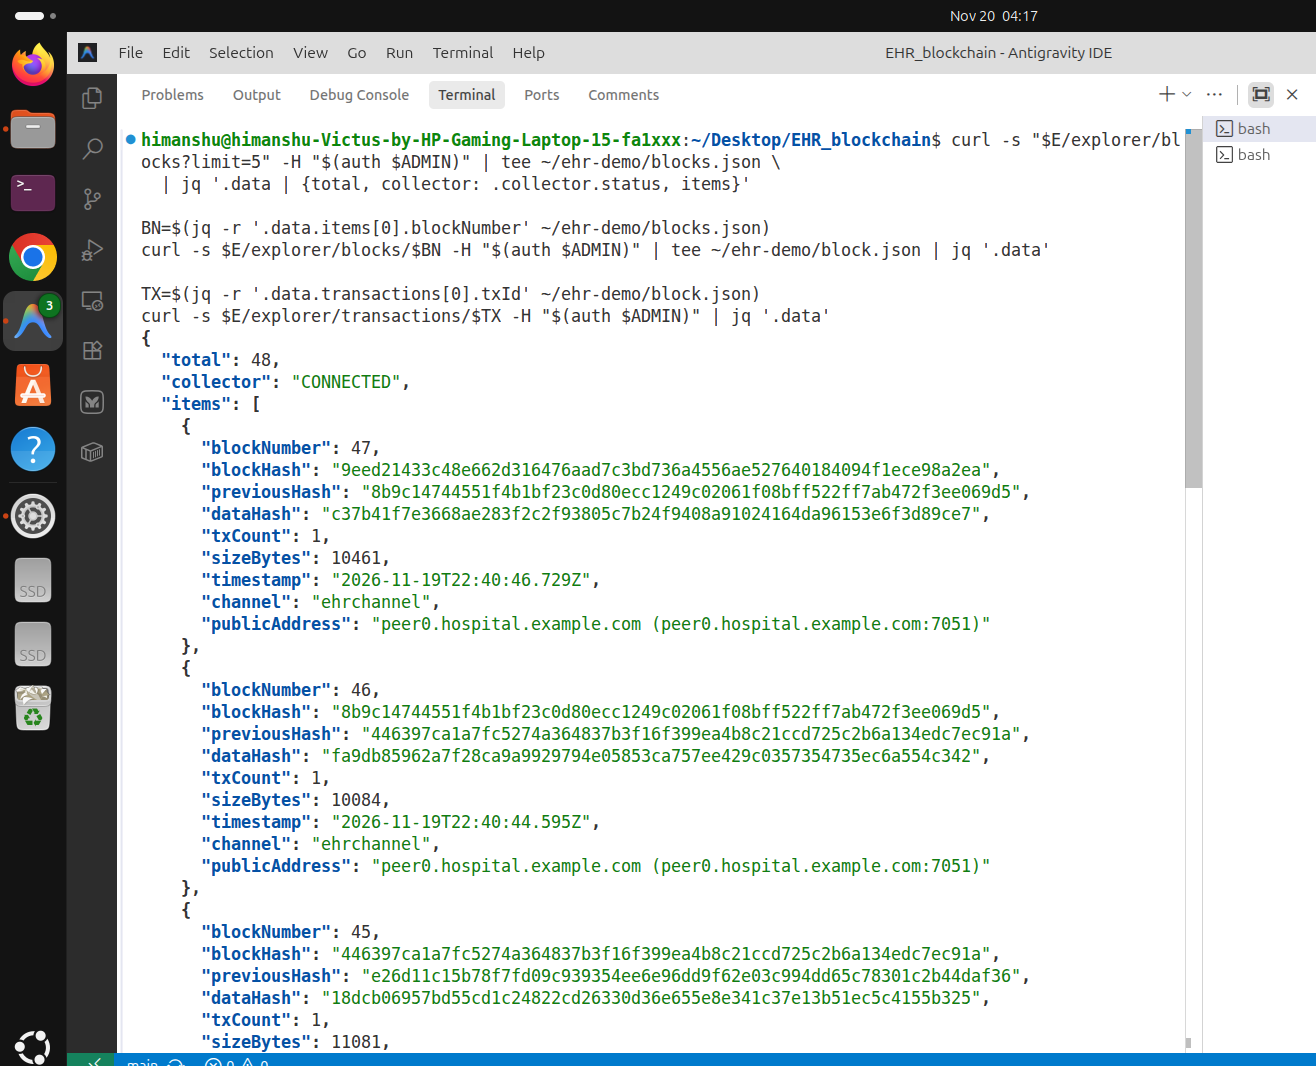 Nov 20 04:17
File Edit Selection View Go Run Terminal Help
EHR_blockchain - Antigravity IDE
Problems Output Debug Console Terminal Ports Comments
bash
bash
3
SSD
SSD
himanshu@himanshu-Victus-by-HP-Gaming-Laptop-15-fa1xxx:~/Desktop/EHR_blockchain$ curl -s "$E/explorer/bl
ocks?limit=5" -H "$(auth $ADMIN)" | tee ~/ehr-demo/blocks.json \
| jq '.data | {total, collector: .collector.status, items}'
BN=$(jq -r '.data.items[0].blockNumber' ~/ehr-demo/blocks.json)
curl -s $E/explorer/blocks/$BN -H "$(auth $ADMIN)" | tee ~/ehr-demo/block.json | jq '.data'
TX=$(jq -r '.data.transactions[0].txId' ~/ehr-demo/block.json)
curl -s $E/explorer/transactions/$TX -H "$(auth $ADMIN)" | jq '.data'
{
"total": 48,
"collector": "CONNECTED",
"items": [
{
"blockNumber": 47,
"blockHash": "9eed21433c48e662d316476aad7c3bd736a4556ae527640184094f1ece98a2ea",
"previousHash": "8b9c14744551f4b1bf23c0d80ecc1249c02061f08bff522ff7ab472f3ee069d5",
"dataHash": "c37b41f7e3668ae283f2c2f93805c7b24f9408a91024164da96153e6f3d89ce7",
"txCount": 1,
"sizeBytes": 10461,
"timestamp": "2026-11-19T22:40:46.729Z",
"channel": "ehrchannel",
"publicAddress": "peer0.hospital.example.com (peer0.hospital.example.com:7051)"
},
{
"blockNumber": 46,
"blockHash": "8b9c14744551f4b1bf23c0d80ecc1249c02061f08bff522ff7ab472f3ee069d5",
"previousHash": "446397ca1a7fc5274a364837b3f16f399ea4b8c21ccd725c2b6a134edc7ec91a",
"dataHash": "fa9db85962a7f28ca9a9929794e05853ca757ee429c0357354735ec6a554c342",
"txCount": 1,
"sizeBytes": 10084,
"timestamp": "2026-11-19T22:40:44.595Z",
"channel": "ehrchannel",
"publicAddress": "peer0.hospital.example.com (peer0.hospital.example.com:7051)"
},
{
"blockNumber": 45,
"blockHash": "446397ca1a7fc5274a364837b3f16f399ea4b8c21ccd725c2b6a134edc7ec91a",
"previousHash": "e26d11c15b78f7fd09c939354ee6e96dd9f62e03c994dd65c78301c2b44daf36",
"dataHash": "18dcb06957bd55cd1c24822cd26330d36e655e8e341c37e13b51ec5c4155b325",
"txCount": 1,
"sizeBytes": 11081,
main 0 0